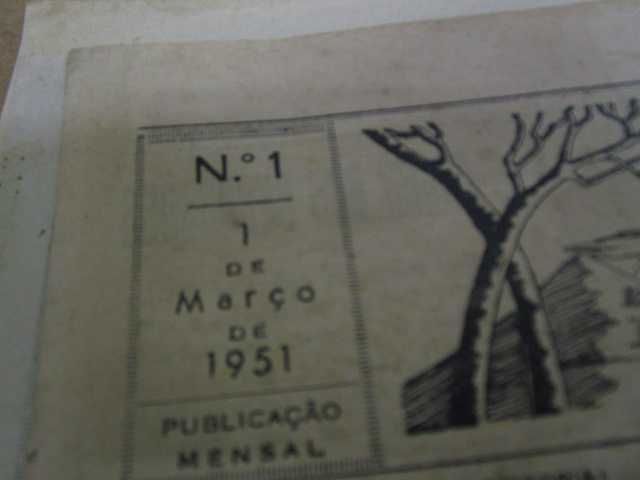 N.º 1
1
DE
Março
DE
1951
PUBLICAÇÃO
MENSAL